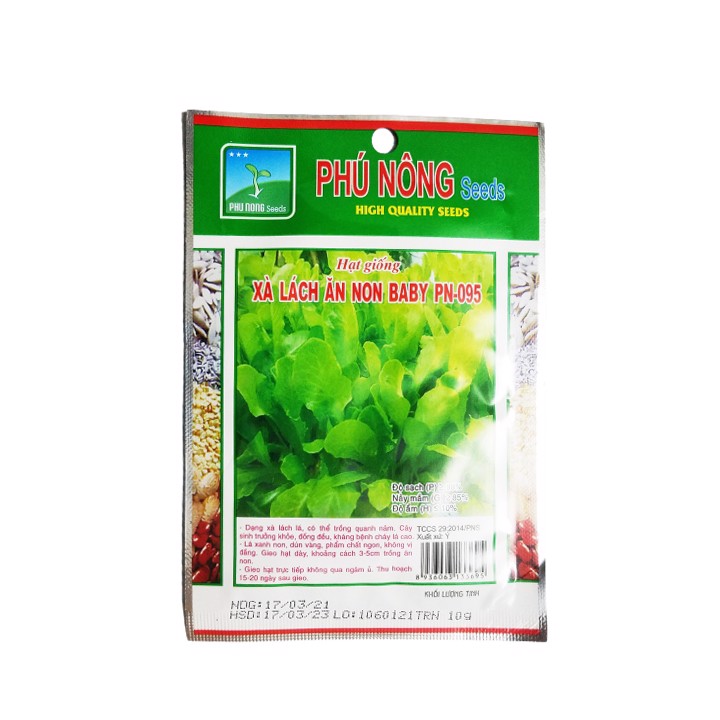 PHÚ NÔNG Seeds
PHÚ NÔNG Seeds
HIGH QUALITY SEEDS
Hạt giống
XÀ LÁCH ĂN NON BABY PN-095
Độ sạch
Nảy mầm 85%
Độ ẩm (H)
- Dạng xà lách lá, có thể trồng quanh năm. Cây
sinh trưởng khỏe, đồng đều, kháng bệnh cháy lá cao.
- Lá xanh non, dún vàng, phẩm chất ngon, không vị
đắng. Gieo hạt dày, khoảng cách 3-5cm trồng ăn
non.
- Gieo hạt trực tiếp không qua ngâm ủ. Thu hoạch
15-20 ngày sau gieo.
TCCS 29:2014/PNS
Xuất xứ: Ý
KHỐI LƯỢNG TỊNH
NDG:17/03/21
HSD:17/03/23 LO:1060121TRN 10g